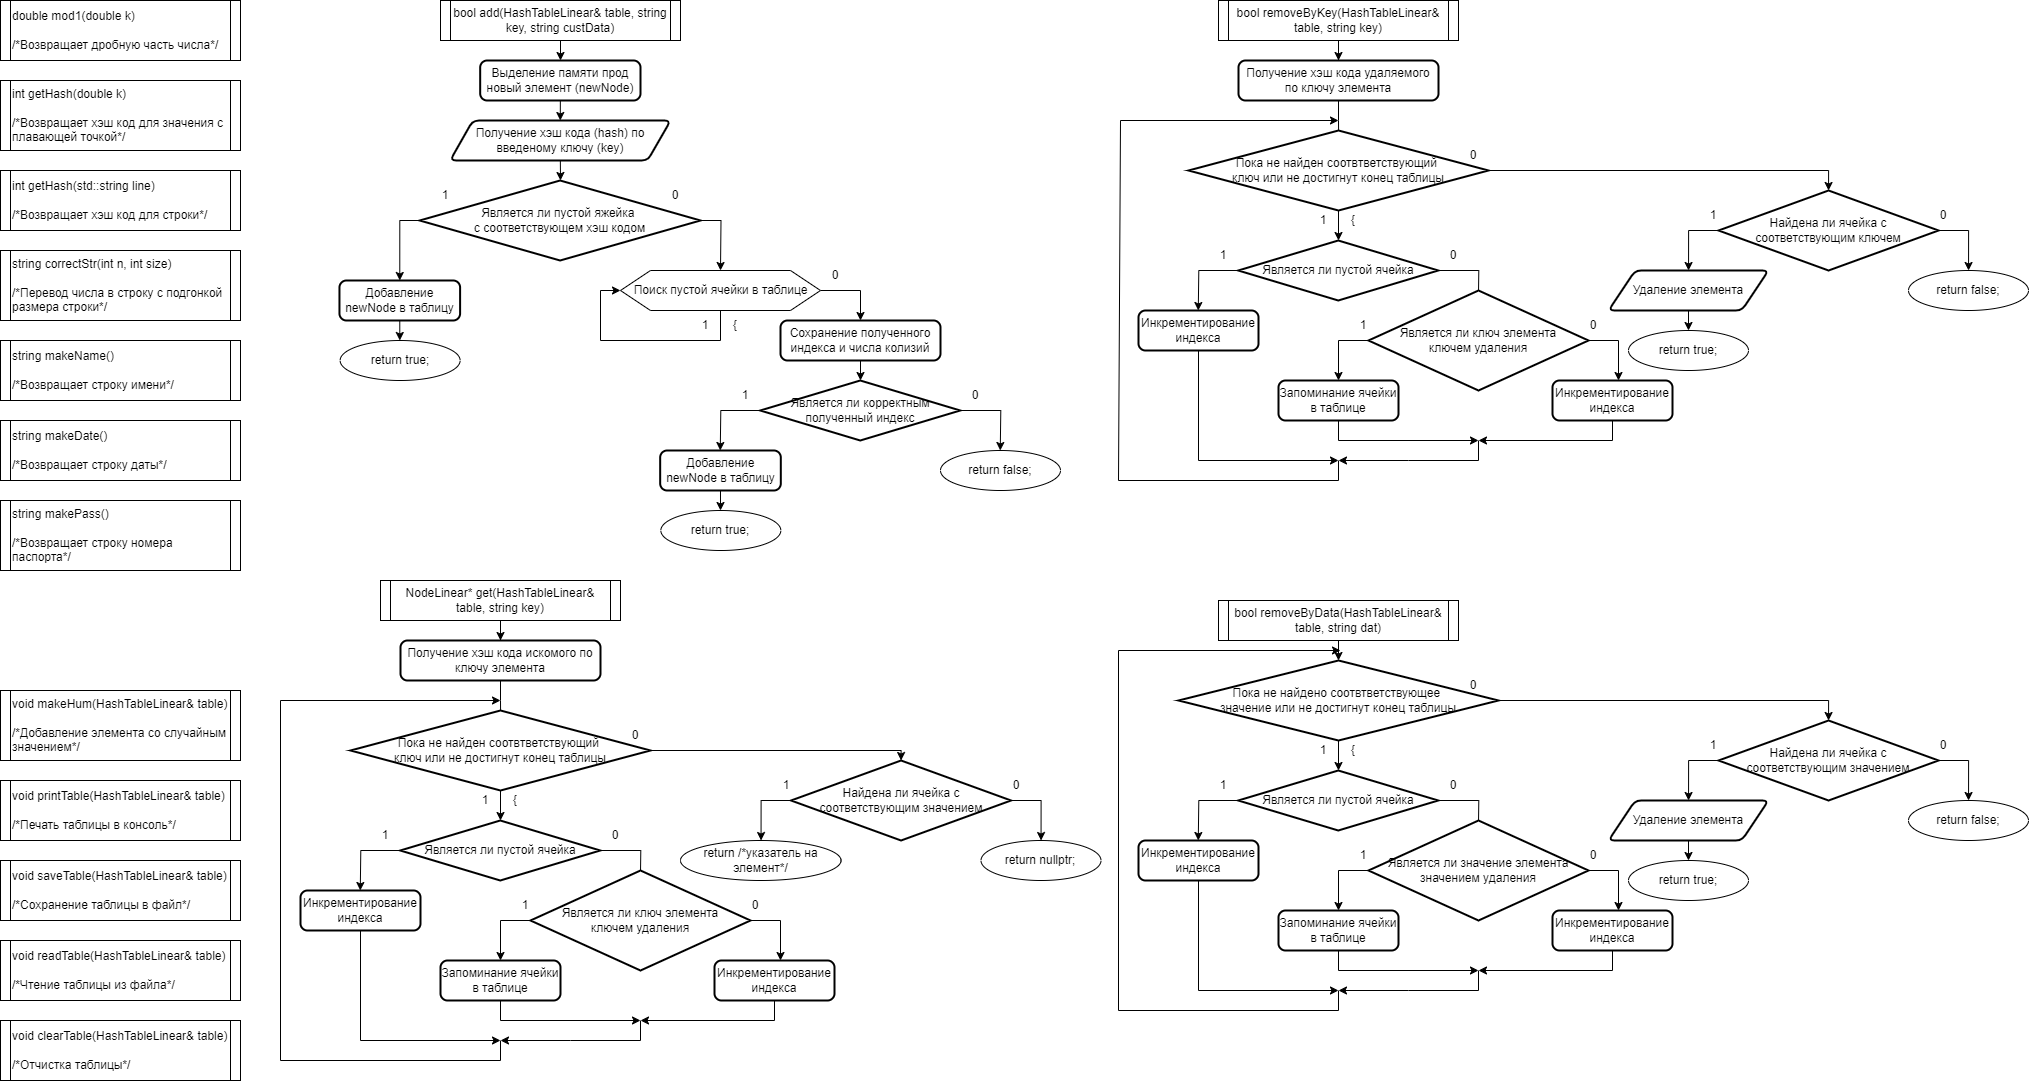 double mod1(double k)
/*Возвращает дробную часть числа*/
int getHash(double k)
/*Возвращает хэш код для значения с
плавающей точкой*/
int getHash(std::string line)
/*Возвращает хэш код для строки*/
string correctStr(int n, int size)
/*Перевод числа в строку с подгонкой
размера строки*/
string makeName()
/*Возвращает строку имени*/
string makeDate()
/*Возвращает строку даты*/
string makePass()
/*Возвращает строку номера
паспорта*/
void makeHum(HashTableLinear& table)
/*Добавление элемента со случайным
значением*/
void printTable(HashTableLinear& table)
/*Печать таблицы в консоль*/
void saveTable(HashTableLinear& table)
/*Сохранение таблицы в файл*/
void readTable(HashTableLinear& table)
/*Чтение таблицы из файла*/
void clearTable(HashTableLinear& table)
/*Отчистка таблицы*/
bool add(HashTableLinear& table, string
key, string custData)
Выделение памяти прод
новый элемент (newNode)
Получение хэш кода (hash) по
введеному ключу (key)
1
0
Является ли пустой яжейка
с соответствующем хэш кодом
Добавление
newNode в таблицу
return true;
Поиск пустой ячейки в таблице
0
1
{
Сохранение полученного
индекса и числа колизий
1
0
Является ли корректным
полученный индекс
Добавление
newNode в таблицу
return true;
return false;
NodeLinear* get(HashTableLinear&
table, string key)
Получение хэш кода искомого по
ключу элемента
0
Пока не найден соотвтветствующий
ключ или не достигнут конец таблицы
1
{
1
0
Является ли пустой ячейка
Инкрементирование
индекса
1
0
Является ли ключ элемента
ключем удаления
Запоминание ячейки
в таблице
Инкрементирование
индекса
1
0
Найдена ли ячейка с
соответствующим значением
return /*указатель на
элемент*/
return nullptr;
bool removeByKey(HashTableLinear&
table, string key)
Получение хэш кода удаляемого
по ключу элемента
0
Пока не найден соотвтветствующий
ключ или не достигнут конец таблицы
1
{
1
0
Является ли пустой ячейка
Инкрементирование
индекса
1
0
Является ли ключ элемента
ключем удаления
Запоминание ячейки
в таблице
Инкрементирование
индекса
1
0
Найдена ли ячейка с
соответствующим ключем
Удаление элемента
return true;
return false;
bool removeByData(HashTableLinear&
table, string dat)
0
Пока не найдено соотвтветствующее
значение или не достигнут конец таблицы
1
{
1
0
Является ли пустой ячейка
Инкрементирование
индекса
1
0
Является ли значение элемента
значением удаления
Запоминание ячейки
в таблице
Инкрементирование
индекса
1
0
Найдена ли ячейка с
соответствующим значением
Удаление элемента
return true;
return false;